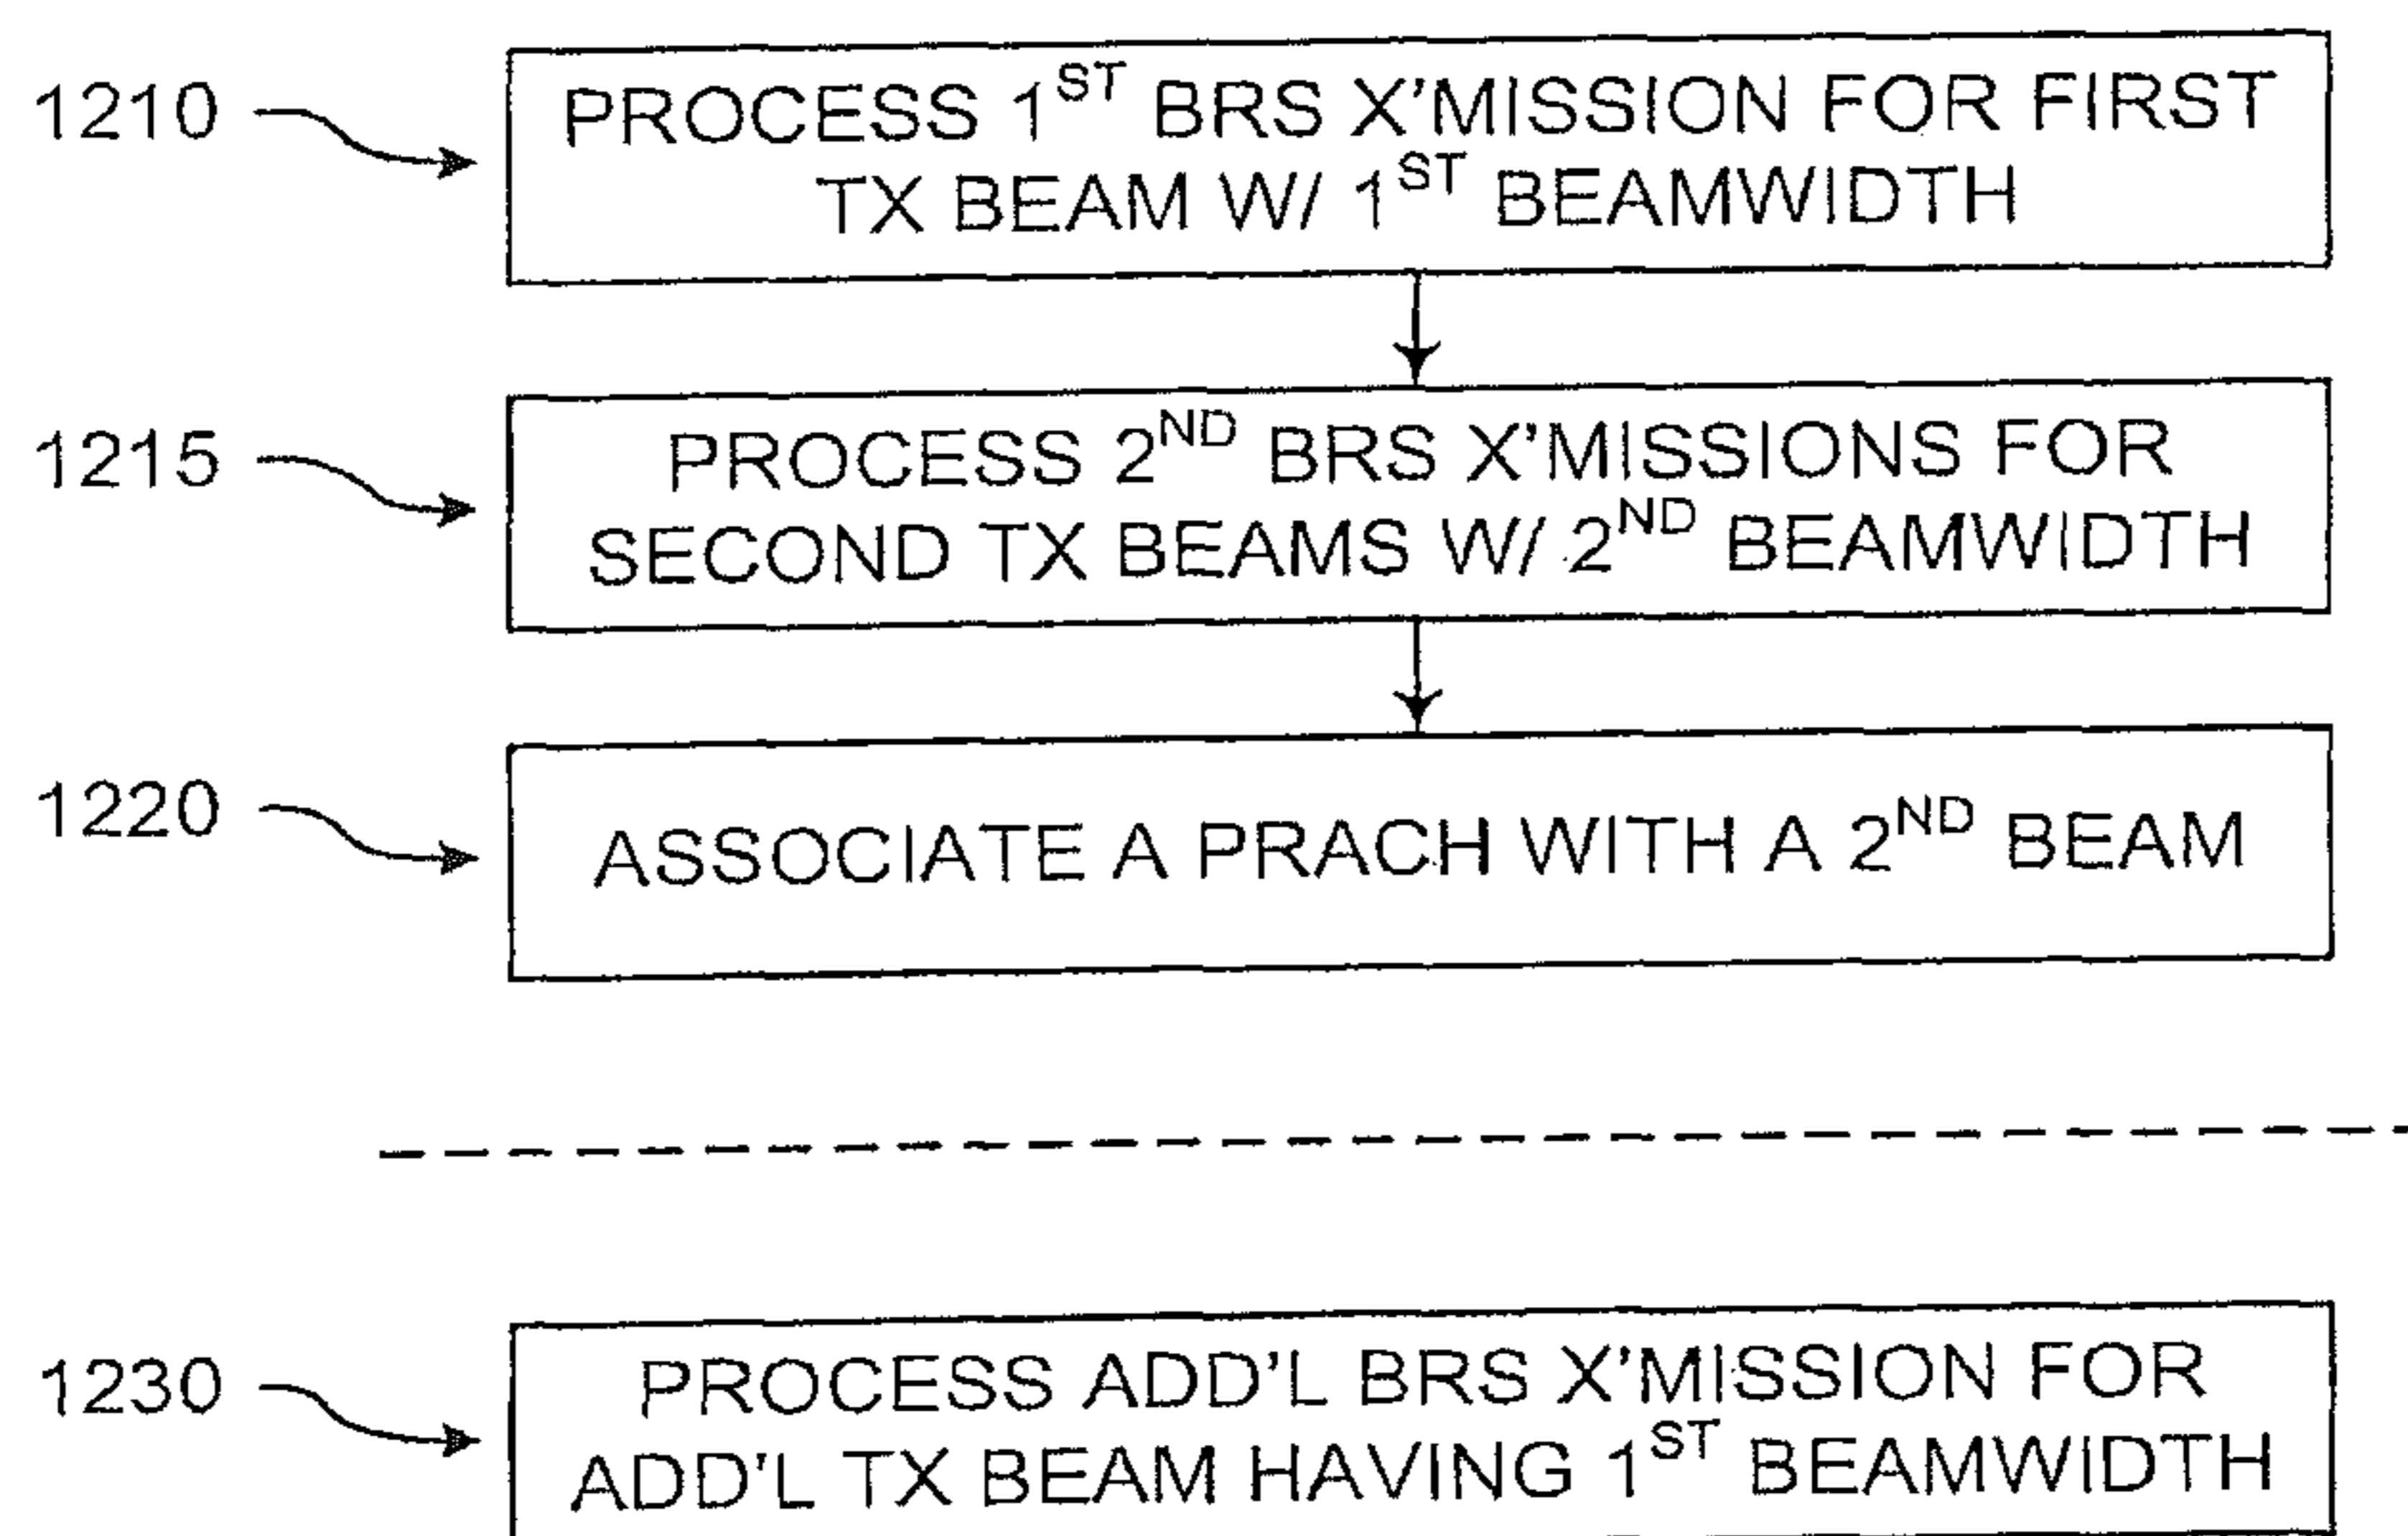 1210
PROCESS 1ST BRS X'MISSION FOR FIRST
TX BEAM W/ 1ST BEAMWIDTH
1215
PROCESS 2ND BRS X'MISSIONS FOR
SECOND TX BEAMS W/ 2ND BEAMWIDTH
1220
ASSOCIATE A PRACH WITH A 2ND BEAM
1230
PROCESS ADD'L BRS X'MISSION FOR
ADD'L TX BEAM HAVING 1ST BEAMWIDTH